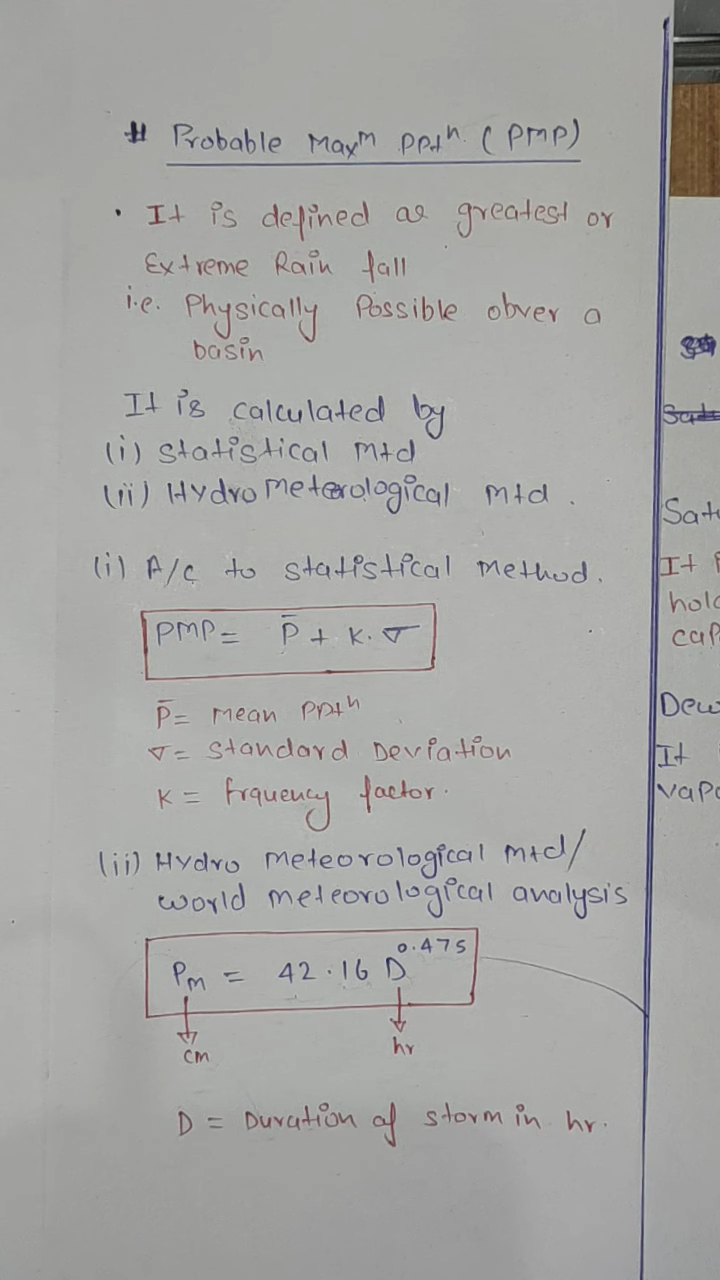 # Probable Maxᵐ PPtⁿ (PMP)
• It is defined as greatest or
Extreme Rain fall
i.e. Physically Possible obver a
basin
It is calculated by
(i) Statistical Mtd
(ii) Hydro Meterological mtd.
(i) A/c to statistical Method.
PMP = P̄ + K.σ
P̄ = mean PPtⁿ
σ = Standard Deviation
K = frquency factor.
(ii) Hydro meteorological mtd/
world meteorological analysis
Pₘ = 42.16 D^0.475
cm hr
D = Duration of storm in hr.
Sat
It
hol
cap
Dew
It
vap